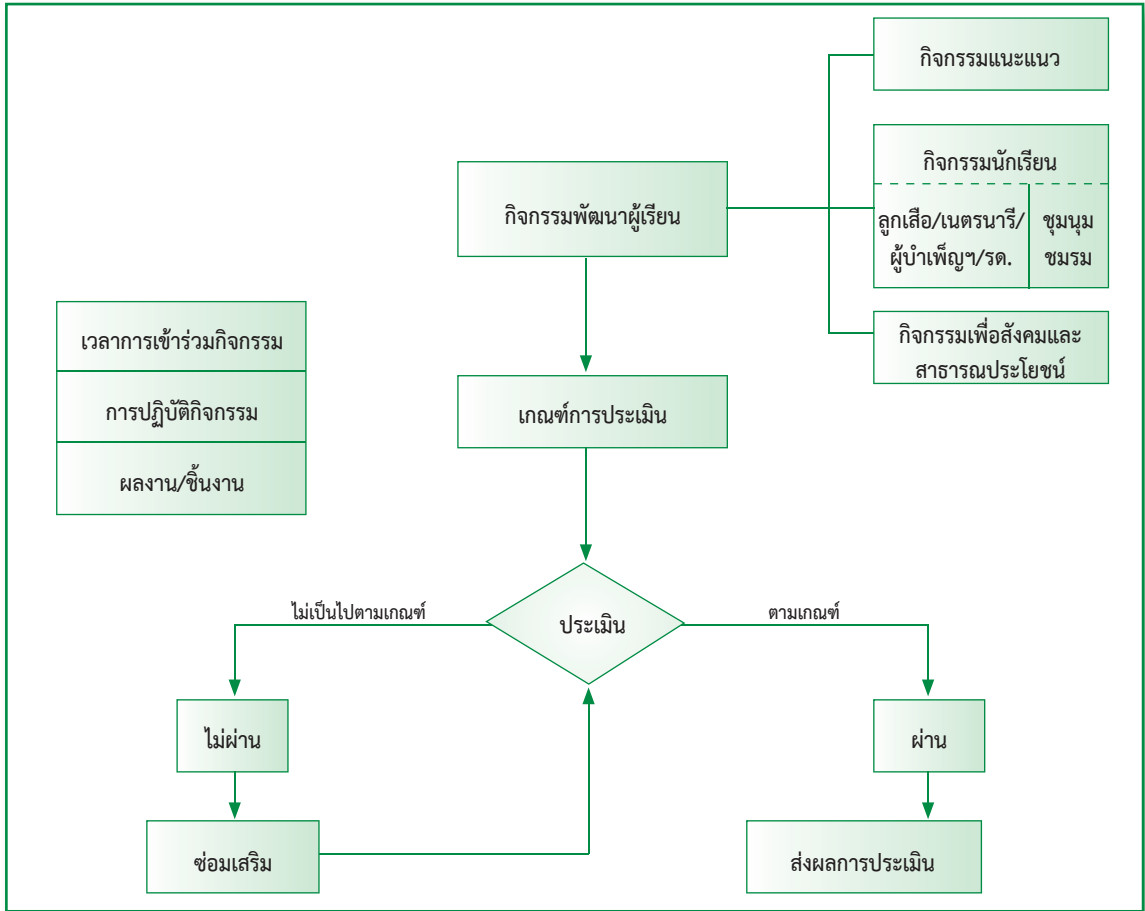 กิจกรรมแนะแนว
กิจกรรมนักเรียน
ลูกเสือ/เนตรนารี/
ผู้บำเพ็ญฯ/รด.
ชุมนุม
ชมรม
กิจกรรมเพื่อสังคมและ
สาธารณประโยชน์
กิจกรรมพัฒนาผู้เรียน
เวลาการเข้าร่วมกิจกรรม
การปฏิบัติกิจกรรม
ผลงาน/ชิ้นงาน
เกณฑ์การประเมิน
ประเมิน
ไม่เป็นไปตามเกณฑ์
ตามเกณฑ์
ไม่ผ่าน
ผ่าน
ซ่อมเสริม
ส่งผลการประเมิน